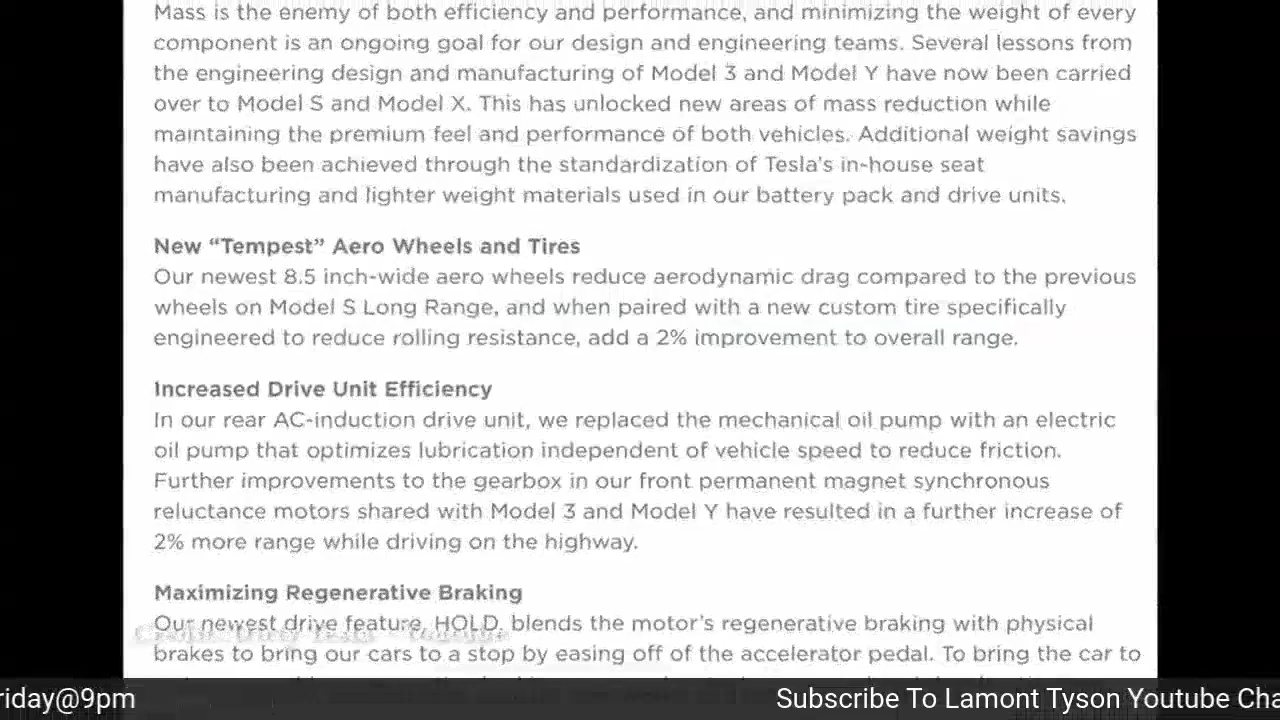 Mass is the enemy of both efficiency and performance, and minimizing the weight of every
component is an ongoing goal for our design and engineering teams. Several lessons from
the engineering design and manufacturing of Model 3 and Model Y have now been carried
over to Model S and Model X. This has unlocked new areas of mass reduction while
maintaining the premium feel and performance of both vehicles. Additional weight savings
have also been achieved through the standardization of Tesla's in-house seat
manufacturing and lighter weight materials used in our battery pack and drive units.
New “Tempest” Aero Wheels and Tires
Our newest 8.5 inch-wide aero wheels reduce aerodynamic drag compared to the previous
wheels on Model S Long Range, and when paired with a new custom tire specifically
engineered to reduce rolling resistance, add a 2% improvement to overall range.
Increased Drive Unit Efficiency
In our rear AC-induction drive unit, we replaced the mechanical oil pump with an electric
oil pump that optimizes lubrication independent of vehicle speed to reduce friction.
Further improvements to the gearbox in our front permanent magnet synchronous
reluctance motors shared with Model 3 and Model Y have resulted in a further increase of
2% more range while driving on the highway.
Maximizing Regenerative Braking
Our newest drive feature, HOLD, blends the motor's regenerative braking with physical
brakes to bring our cars to a stop by easing off of the accelerator pedal. To bring the car to
riday@9pm Subscribe To Lamont Tyson Youtube Cha